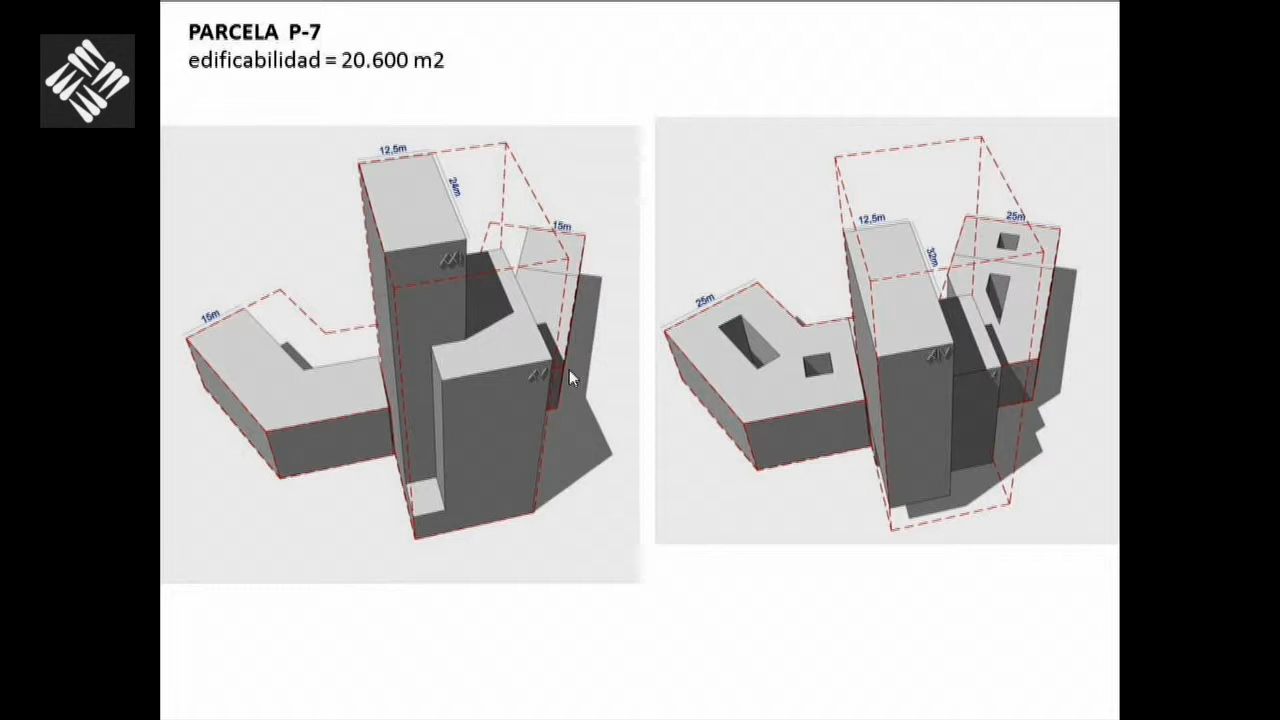 PARCELA P-7
edificabilidad = 20.600 m2
12,5m
24m
15m
XXI
15m
XV
12,5m
25m
32m
25m
XIV